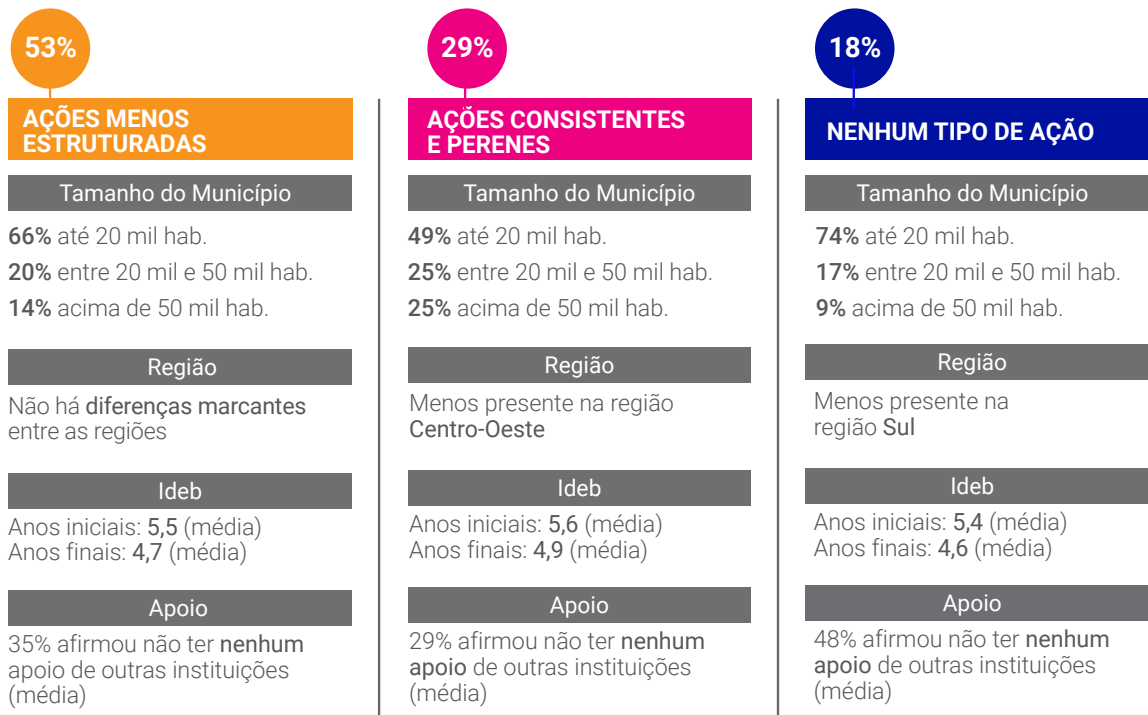 53%
AÇÕES MENOS
ESTRUTURADAS
Tamanho do Município
66% até 20 mil hab.
20% entre 20 mil e 50 mil hab.
14% acima de 50 mil hab.
Região
Não há diferenças marcantes
entre as regiões
Ideb
Anos iniciais: 5,5 (média)
Anos finais: 4,7 (média)
Apoio
35% afirmou não ter nenhum
apoio de outras instituições
(média)
29%
AÇÕES CONSISTENTES
E PERENES
Tamanho do Município
49% até 20 mil hab.
25% entre 20 mil e 50 mil hab.
25% acima de 50 mil hab.
Região
Menos presente na região
Centro-Oeste
Ideb
Anos iniciais: 5,6 (média)
Anos finais: 4,9 (média)
Apoio
29% afirmou não ter nenhum
apoio de outras instituições
(média)
18%
NENHUM TIPO DE AÇÃO
Tamanho do Município
74% até 20 mil hab.
17% entre 20 mil e 50 mil hab.
9% acima de 50 mil hab.
Região
Menos presente na
região Sul
Ideb
Anos iniciais: 5,4 (média)
Anos finais: 4,6 (média)
Apoio
48% afirmou não ter nenhum
apoio de outras instituições
(média)